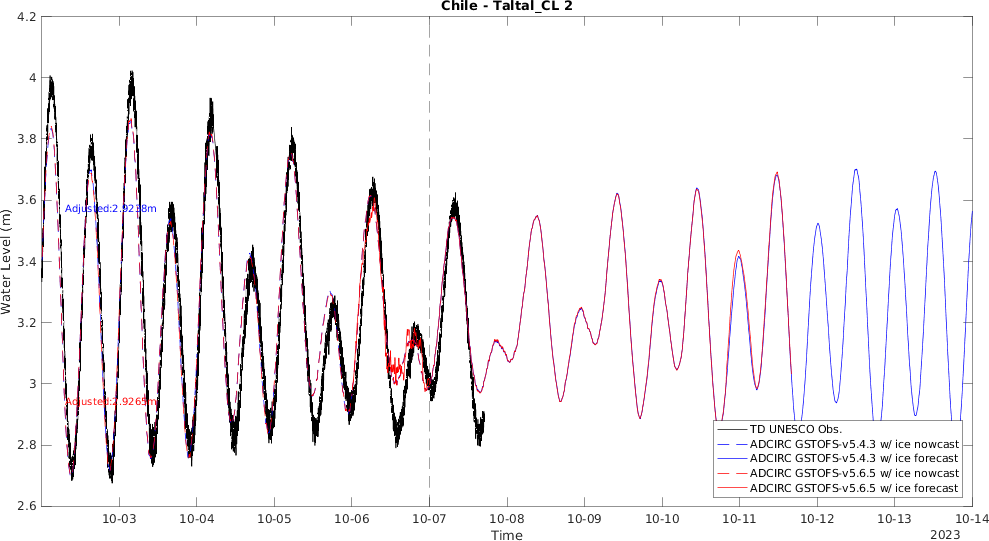 Chile - Taltal_CL 2
Water Level (m)
4.2
4
3.8
3.6
3.4
3.2
3
2.8
2.6
Adjusted:2.9238m
Adjusted:2.9265m
TD UNESCO Obs.
ADCIRC GSTOFS-v5.4.3 w/ ice nowcast
ADCIRC GSTOFS-v5.4.3 w/ ice forecast
ADCIRC GSTOFS-v5.6.5 w/ ice nowcast
ADCIRC GSTOFS-v5.6.5 w/ ice forecast
10-03 10-04 10-05 10-06 10-07 10-08 10-09 10-10 10-11 10-12 10-13 10-14
Time
2023